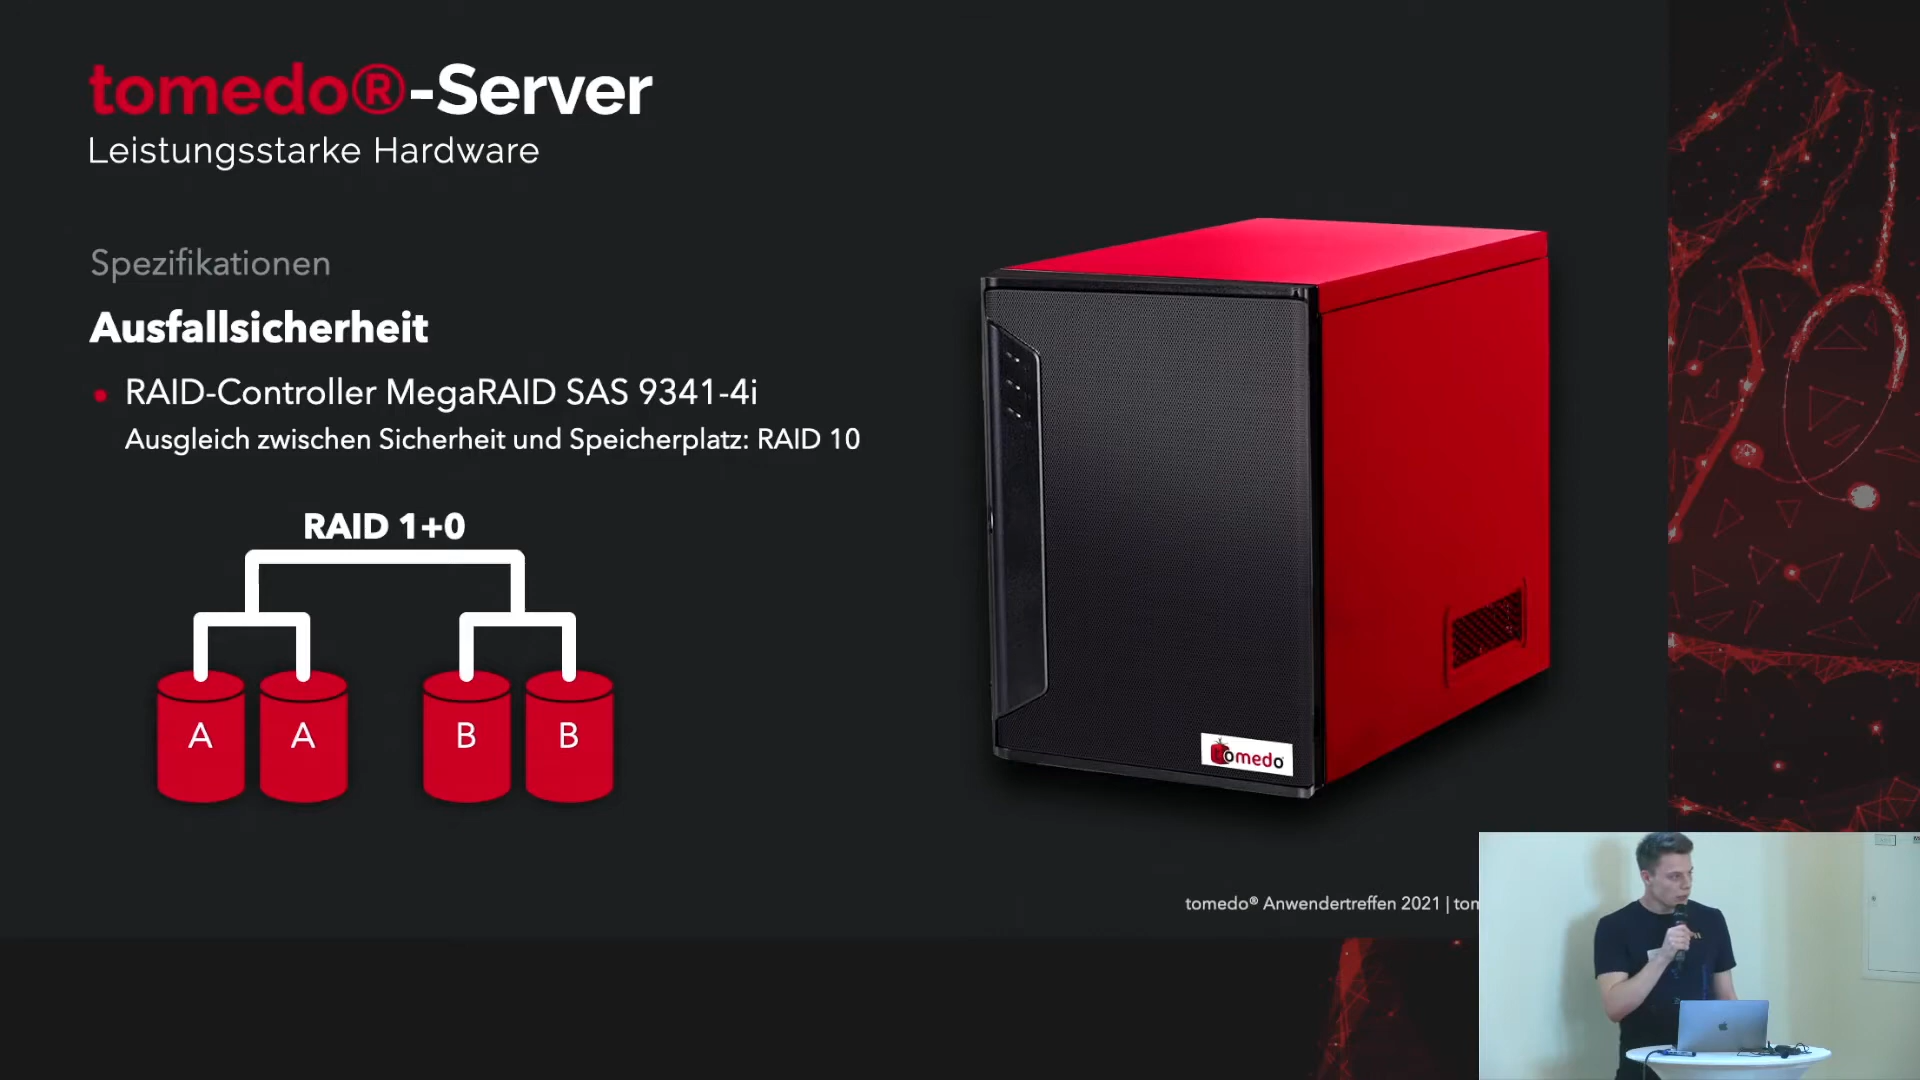 tomedo®-Server
Leistungsstarke Hardware
Spezifikationen
Ausfallsicherheit
RAID-Controller MegaRAID SAS 9341-4i
Ausgleich zwischen Sicherheit und Speicherplatz: RAID 10
RAID 1+0
A A B B
tomedo
tomedo® Anwendertreffen 2021 | tom